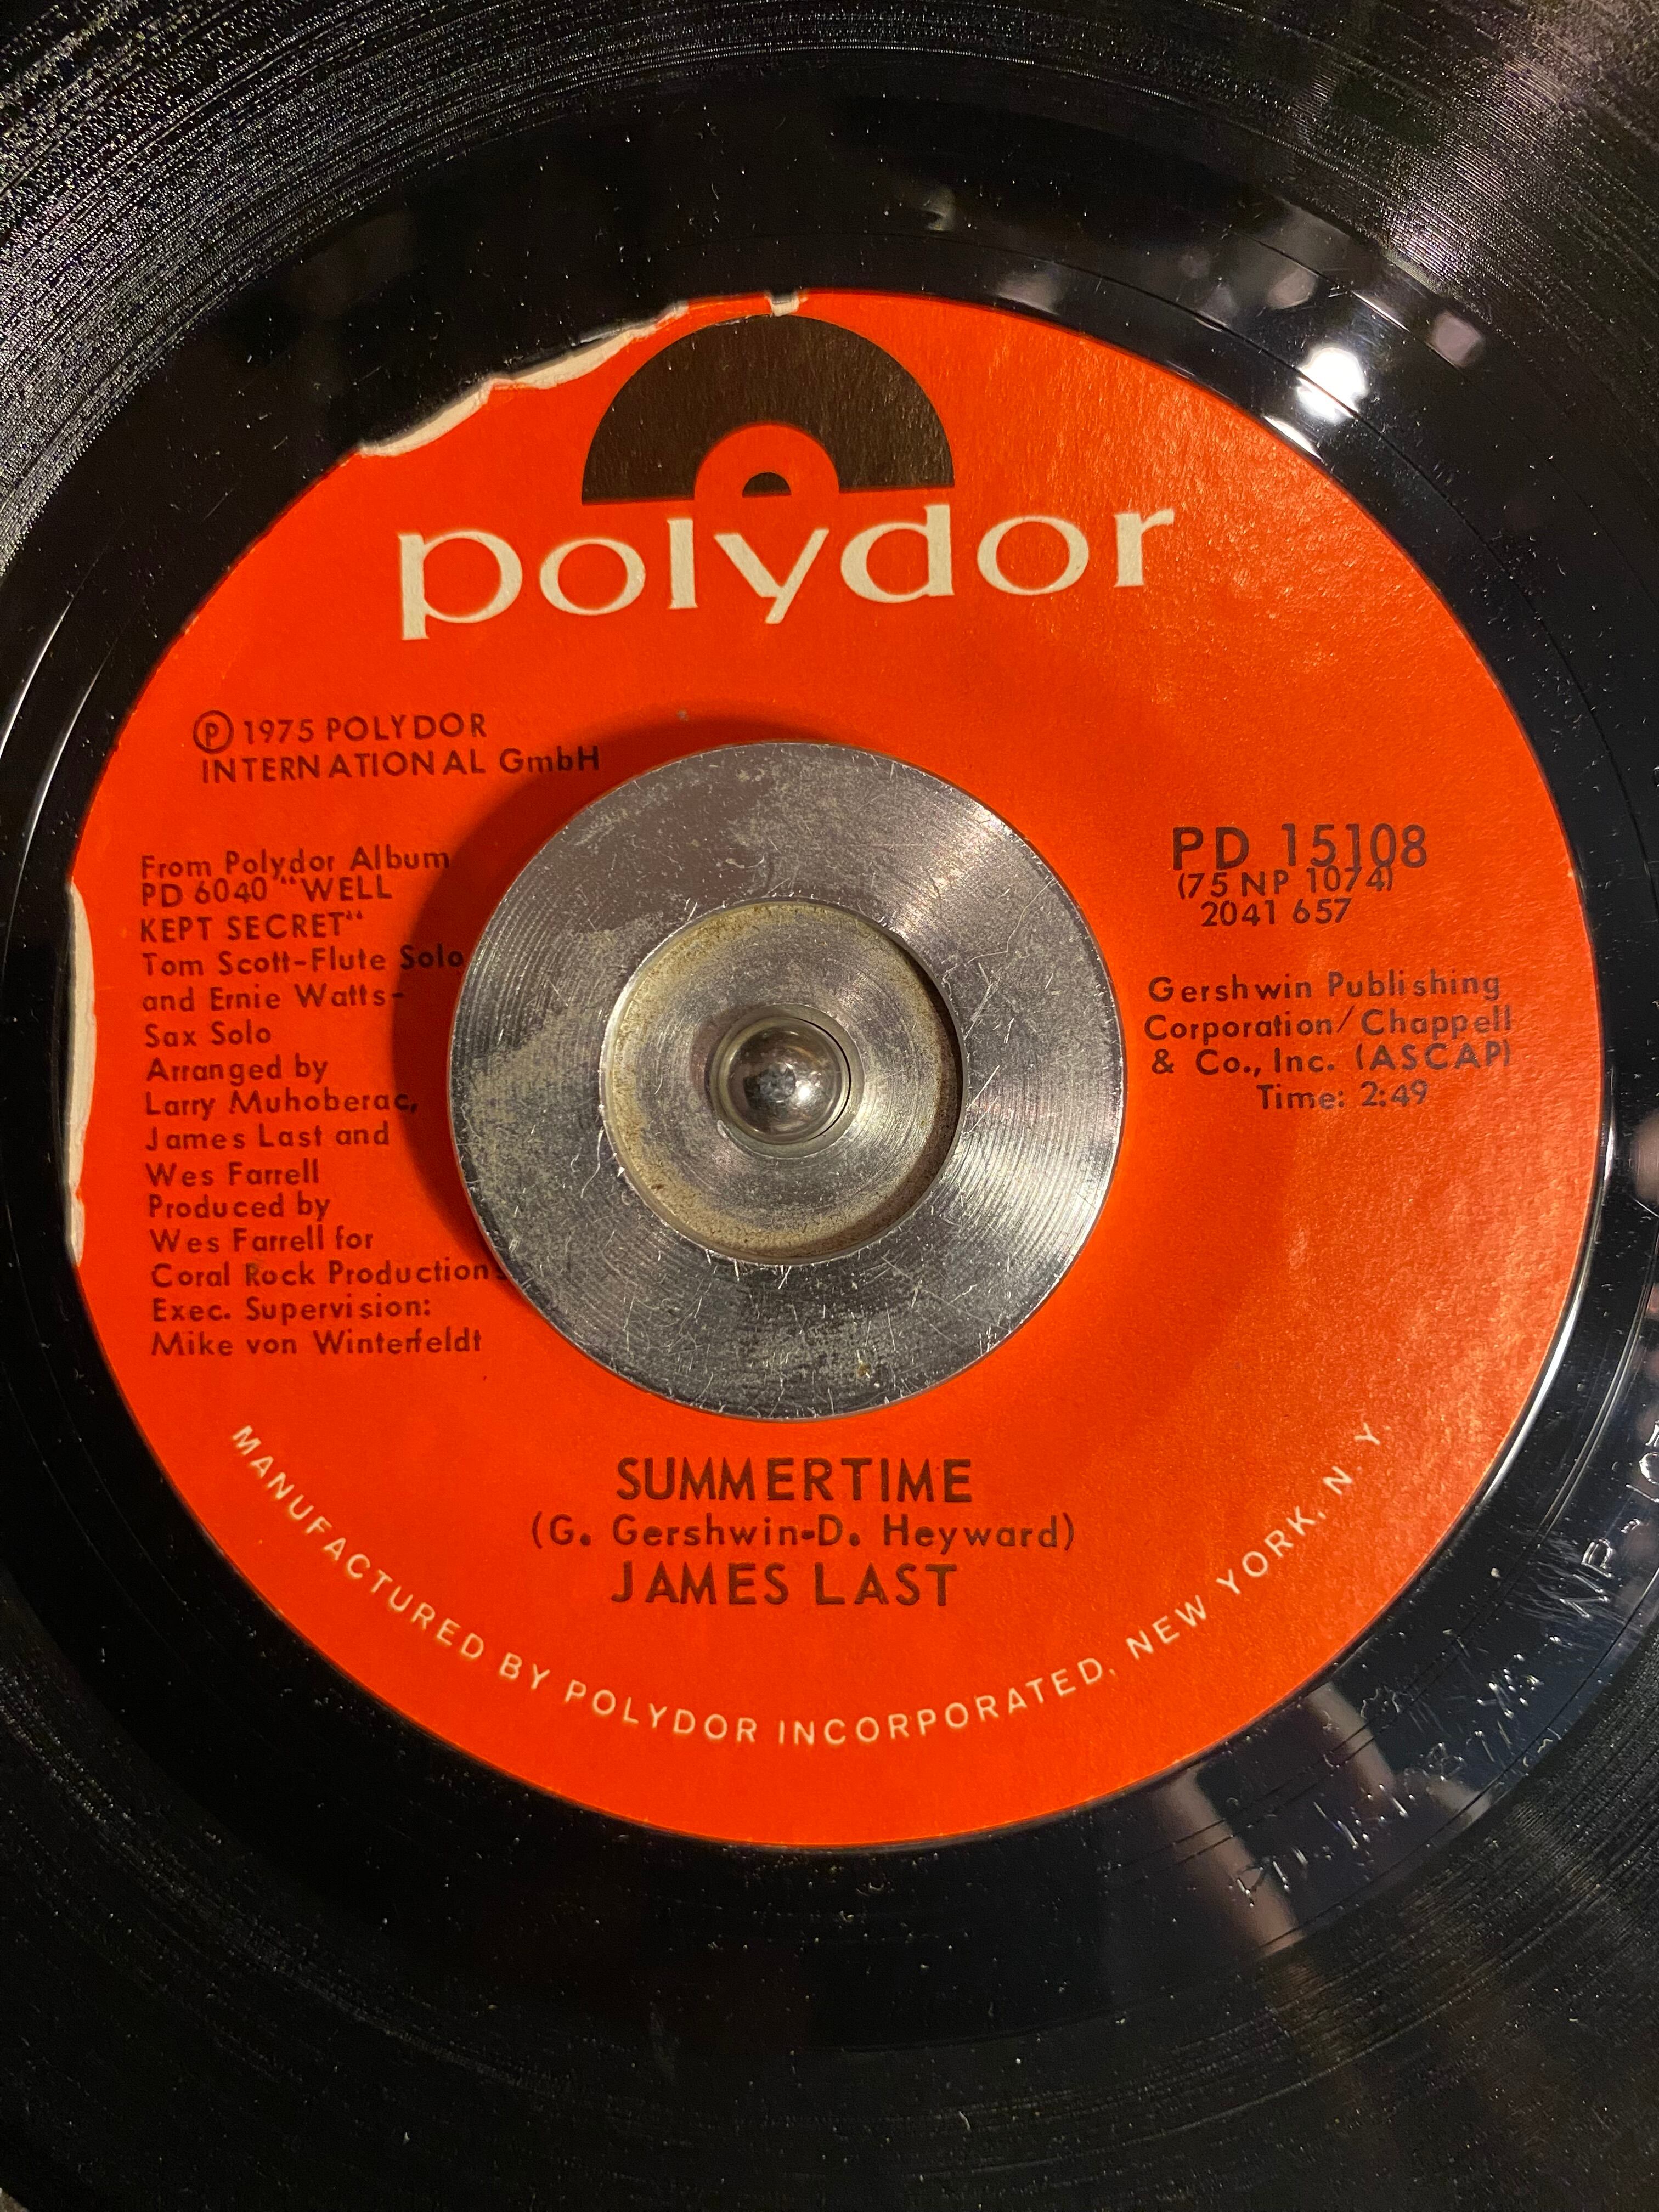 polydor
Ⓟ 1975 POLYDOR
INTERNATIONAL GmbH
From Polydor Album
PD 6040 "WELL
KEPT SECRET"
Tom Scott-Flute Solo
and Ernie Watts-
Sax Solo
Arranged by
Larry Muhoberac,
James Last and
Wes Farrell
Produced by
Wes Farrell for
Coral Rock Productions
Exec. Supervision:
Mike von Winterfeldt
PD 15108
(75 NP 1074)
2041 657
Gershwin Publishing
Corporation/Chappell
& Co., Inc. (ASCAP)
Time: 2:49
SUMMERTIME
(G. Gershwin-D. Heyward)
JAMES LAST
MANUFACTURED BY POLYDOR INCORPORATED, NEW YORK, N.Y.